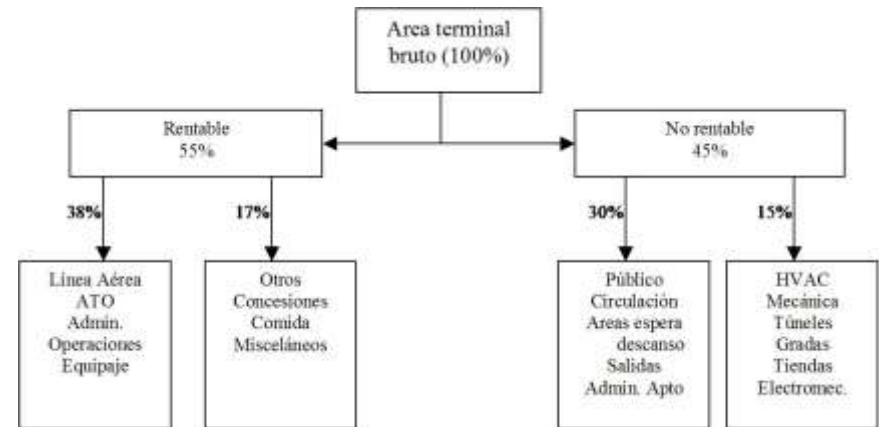 Area terminal
bruto (100%)
Rentable
55%
No rentable
45%
38%
17%
30%
15%
Línea Aérea
ATO
Admin.
Operaciones
Equipaje
Otros
Concesiones
Comida
Misceláneos
Público
Circulación
Areas espera
descanso
Salidas
Admin. Apto
HVAC
Mecánica
Túneles
Gradas
Tiendas
Electromec.